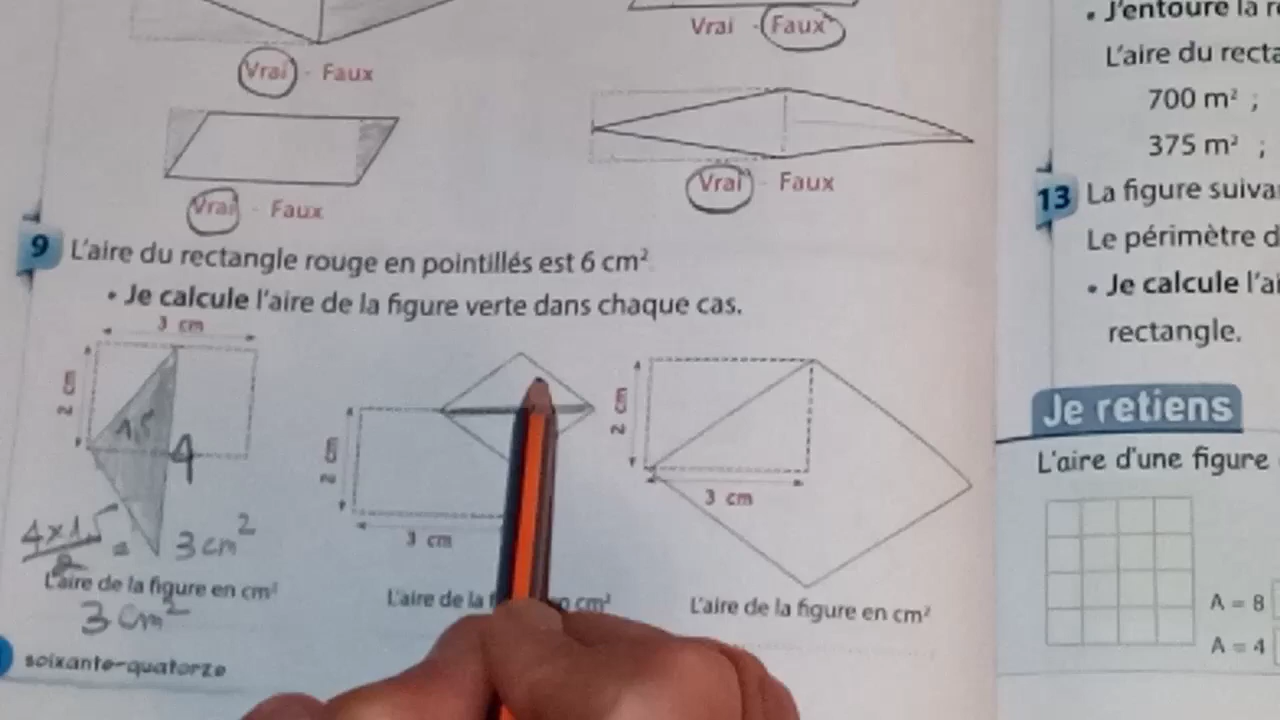 Vrai - Faux
Vrai - Faux
Vrai - Faux
Vrai - Faux
9 L'aire du rectangle rouge en pointillés est 6 cm².
• Je calcule l'aire de la figure verte dans chaque cas.
3 cm
2 cm
1,5
4
4 x 1,5
2
= 3 cm²
L'aire de la figure en cm²
3 cm²
2 cm
3 cm
L'aire de la en cm²
2 cm
3 cm
L'aire de la figure en cm²
soixante-quatorze
• J'entoure la
L'aire du
700 m² ;
375 m² ;
13 La figure
Le périmètre
• Je calcule
rectangle.
Je retiens
L'aire d'une figure
A = 8
A = 4